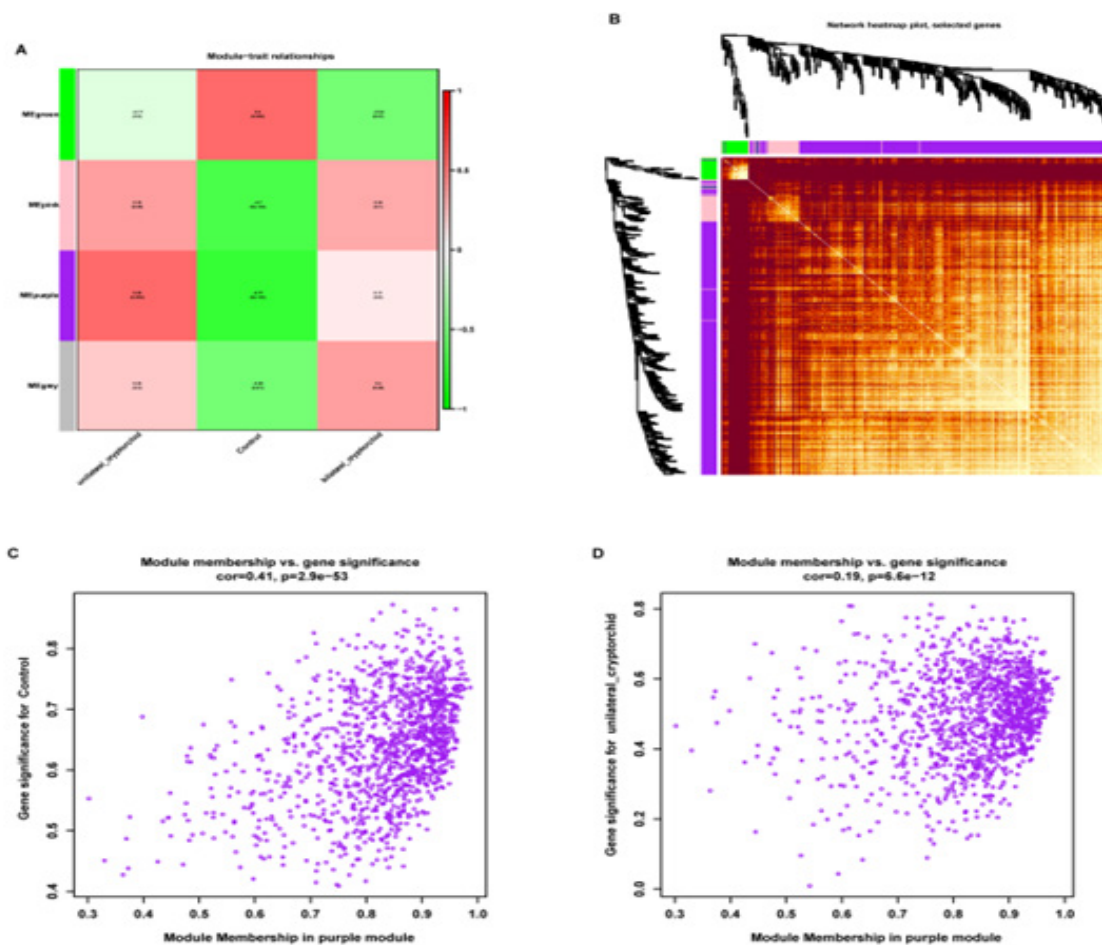 A
Module-trait relationships
MEgreen
MEpink
MEpurple
MEgrey
1
0.5
0
-0.5
-1
unilateral_cryptorchid
Control
bilateral_cryptorchid
B
Network heatmap plot, selected genes
C
Module membership vs. gene significance
cor=0.41, p=2.9e-53
Gene significance for Control
0.8
0.7
0.6
0.5
0.4
0.3 0.4 0.5 0.6 0.7 0.8 0.9 1.0
Module Membership in purple module
D
Module membership vs. gene significance
cor=0.19, p=6.6e-12
Gene significance for unilateral_cryptorchid
0.8
0.6
0.4
0.2
0.0
0.3 0.4 0.5 0.6 0.7 0.8 0.9 1.0
Module Membership in purple module